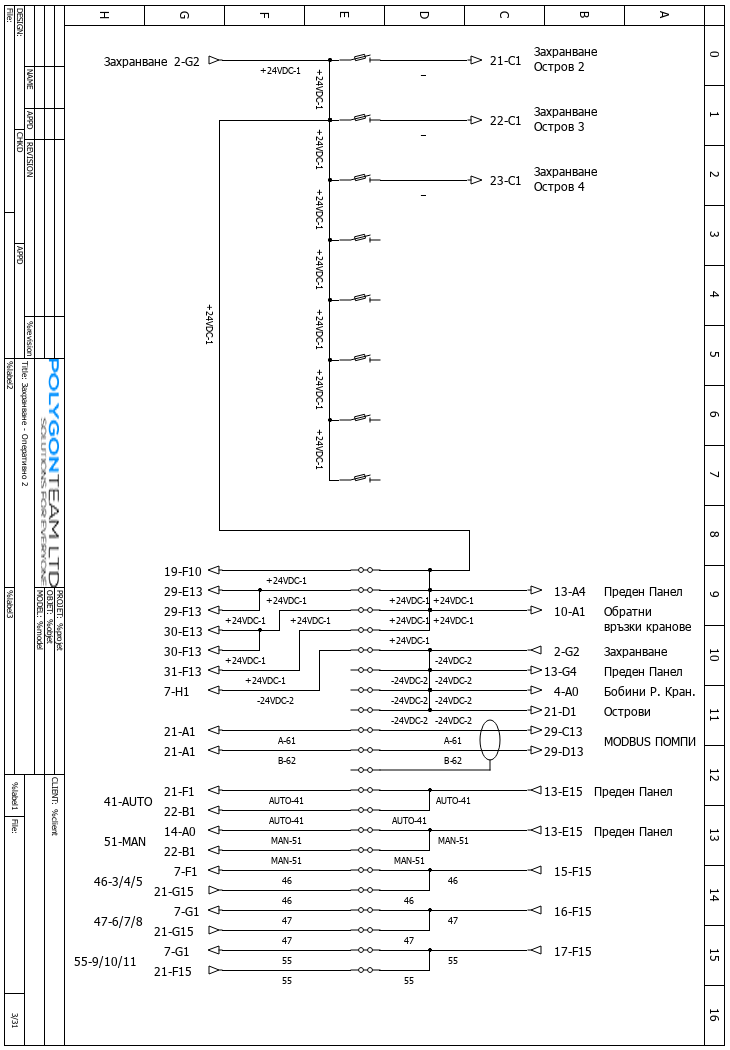 H G F E D C B A
0
1
2
3
4
5
6
7
8
9
10
11
12
13
14
15
16
Захранване 2-G2
+24VDC-1
21-C1
Захранване
Остров 2
+24VDC-1
22-C1
Захранване
Остров 3
+24VDC-1
23-C1
Захранване
Остров 4
+24VDC-1
+24VDC-1
+24VDC-1
+24VDC-1
+24VDC-1
+24VDC-1
19-F10
+24VDC-1
29-E13
+24VDC-1
+24VDC-1 +24VDC-1
13-A4 Преден Панел
29-F13
+24VDC-1 +24VDC-1
+24VDC-1 +24VDC-1
10-A1 Обратни
връзки кранове
30-E13
+24VDC-1
30-F13
+24VDC-1
-24VDC-2
2-G2 Захранване
31-F13
+24VDC-1
-24VDC-2 -24VDC-2
13-G4 Преден Панел
7-H1
-24VDC-2
-24VDC-2 -24VDC-2
4-A0 Бобини Р. Кран.
-24VDC-2 -24VDC-2
21-D1 Острови
21-A1
A-61
A-61
29-C13
21-A1
B-62
B-62
29-D13
MODBUS ПОМПИ
41-AUTO
21-F1
AUTO-41
AUTO-41
13-E15 Преден Панел
22-B1
AUTO-41
AUTO-41
51-MAN
14-A0
MAN-51
MAN-51
13-E15 Преден Панел
22-B1
MAN-51
MAN-51
46-3/4/5
7-F1
46
46
15-F15
21-G15
46
46
47-6/7/8
7-G1
47
47
16-F15
21-G15
47
47
55-9/10/11
7-G1
55
55
17-F15
21-F15
55
55
DESIGN:
File:
NAME
APPD
REVISION
CHKD
APPD
%revision
POLYGONTEAM LTD
SOLUTIONS FOR EVERYONE
Title: Захранване - Оперативно 2
%label2
%label3
PROJET: %projet
OBJET: %objet
MODEL: %model
CLIENT: %client
%label1
File:
3/31